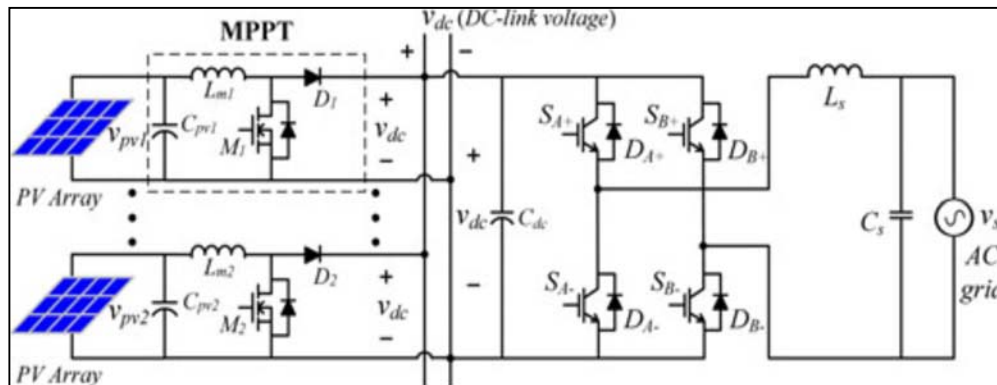 v_dc (DC-link voltage)
MPPT
+ −
L_m1
D_1
v_pv1
C_pv1
M_1
+
v_dc
−
PV Array
S_A+
D_A+
S_B+
D_B+
L_s
+
v_dc
−
C_dc
C_s
v_s
AC
grid
L_m2
D_2
v_pv2
C_pv2
M_2
+
v_dc
−
PV Array
S_A-
D_A-
S_B-
D_B-